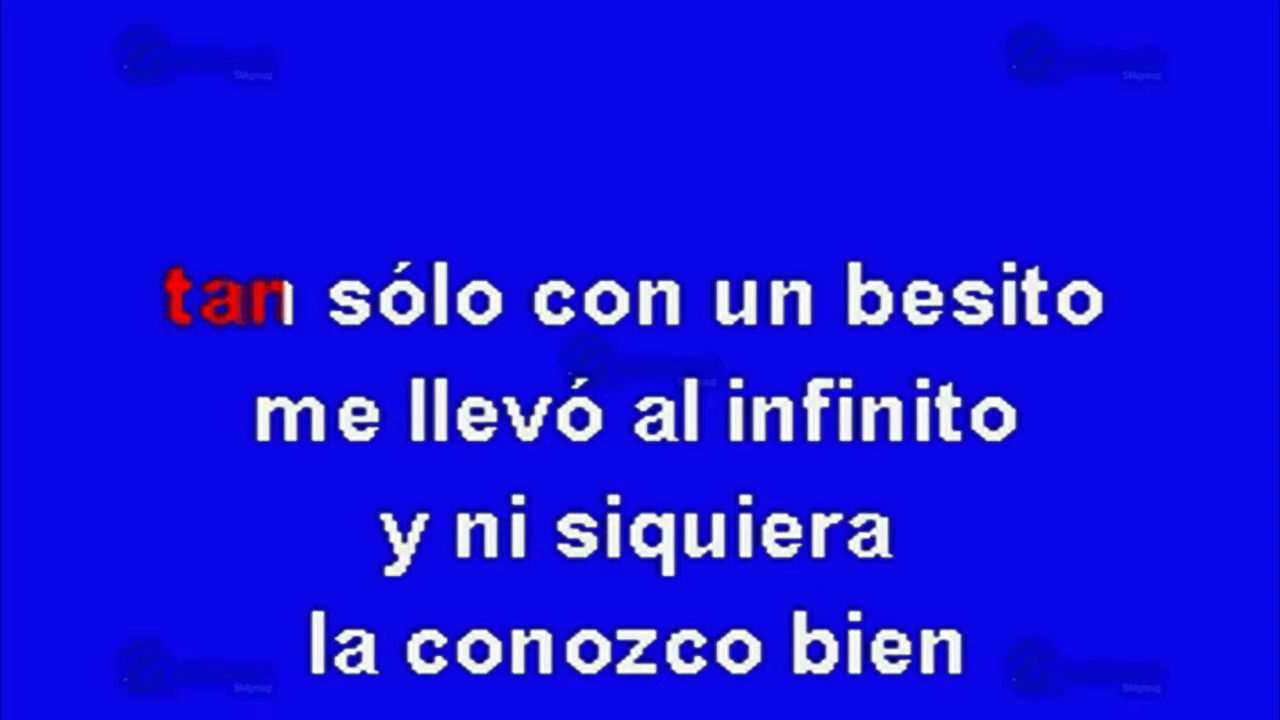 tan sólo con un besito
me llevó al infinito
y ni siquiera
la conozco bien